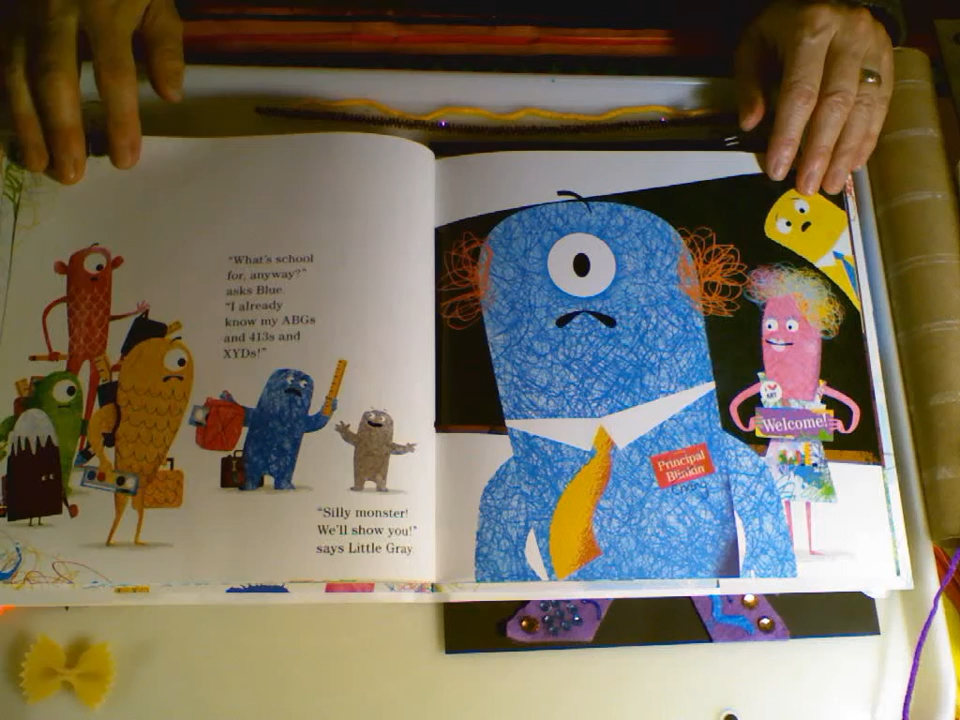 "What's school
for, anyway?"
asks Blue.
"I already
know my ABGs
and 413s and
XYDs!"
"Silly monster!
We'll show you!"
says Little Gray.
Principal
Blinkin
Welcome!
I ♥
ART